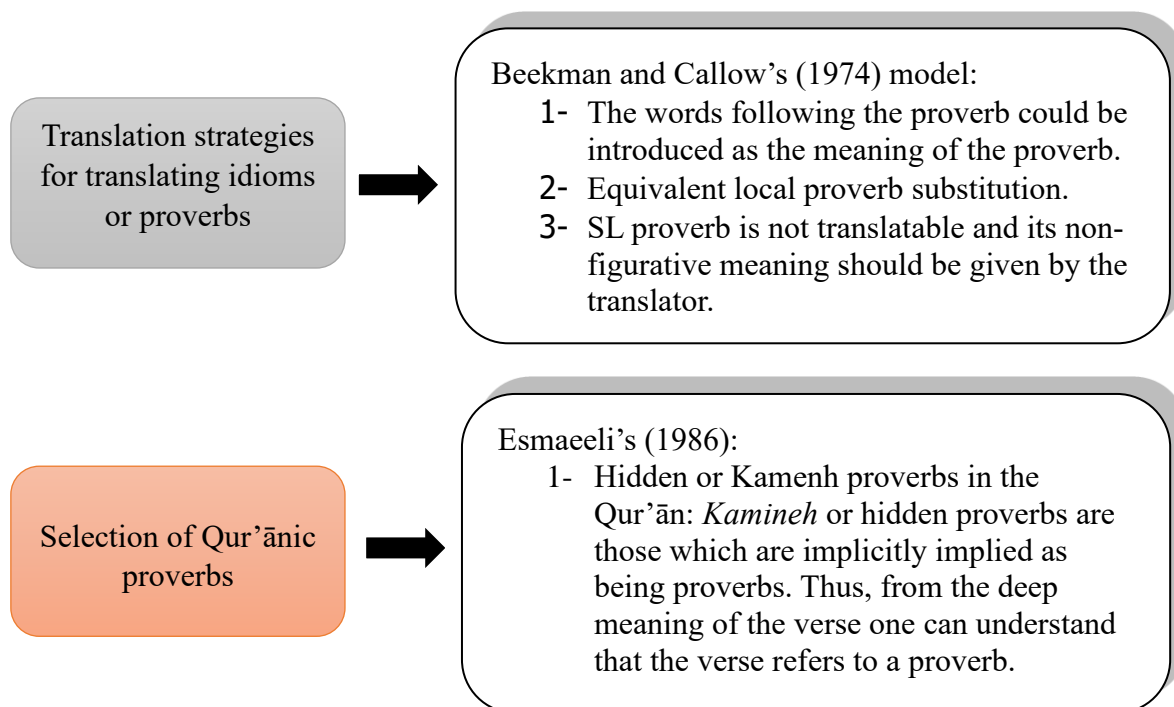 Translation strategies
for translating idioms
or proverbs
Beekman and Callow’s (1974) model:
1- The words following the proverb could be
introduced as the meaning of the proverb.
2- Equivalent local proverb substitution.
3- SL proverb is not translatable and its non-
figurative meaning should be given by the
translator.
Selection of Qur’ānic
proverbs
Esmaeeli’s (1986):
1- Hidden or Kamenh proverbs in the
Qur’ān: Kamineh or hidden proverbs are
those which are implicitly implied as
being proverbs. Thus, from the deep
meaning of the verse one can understand
that the verse refers to a proverb.